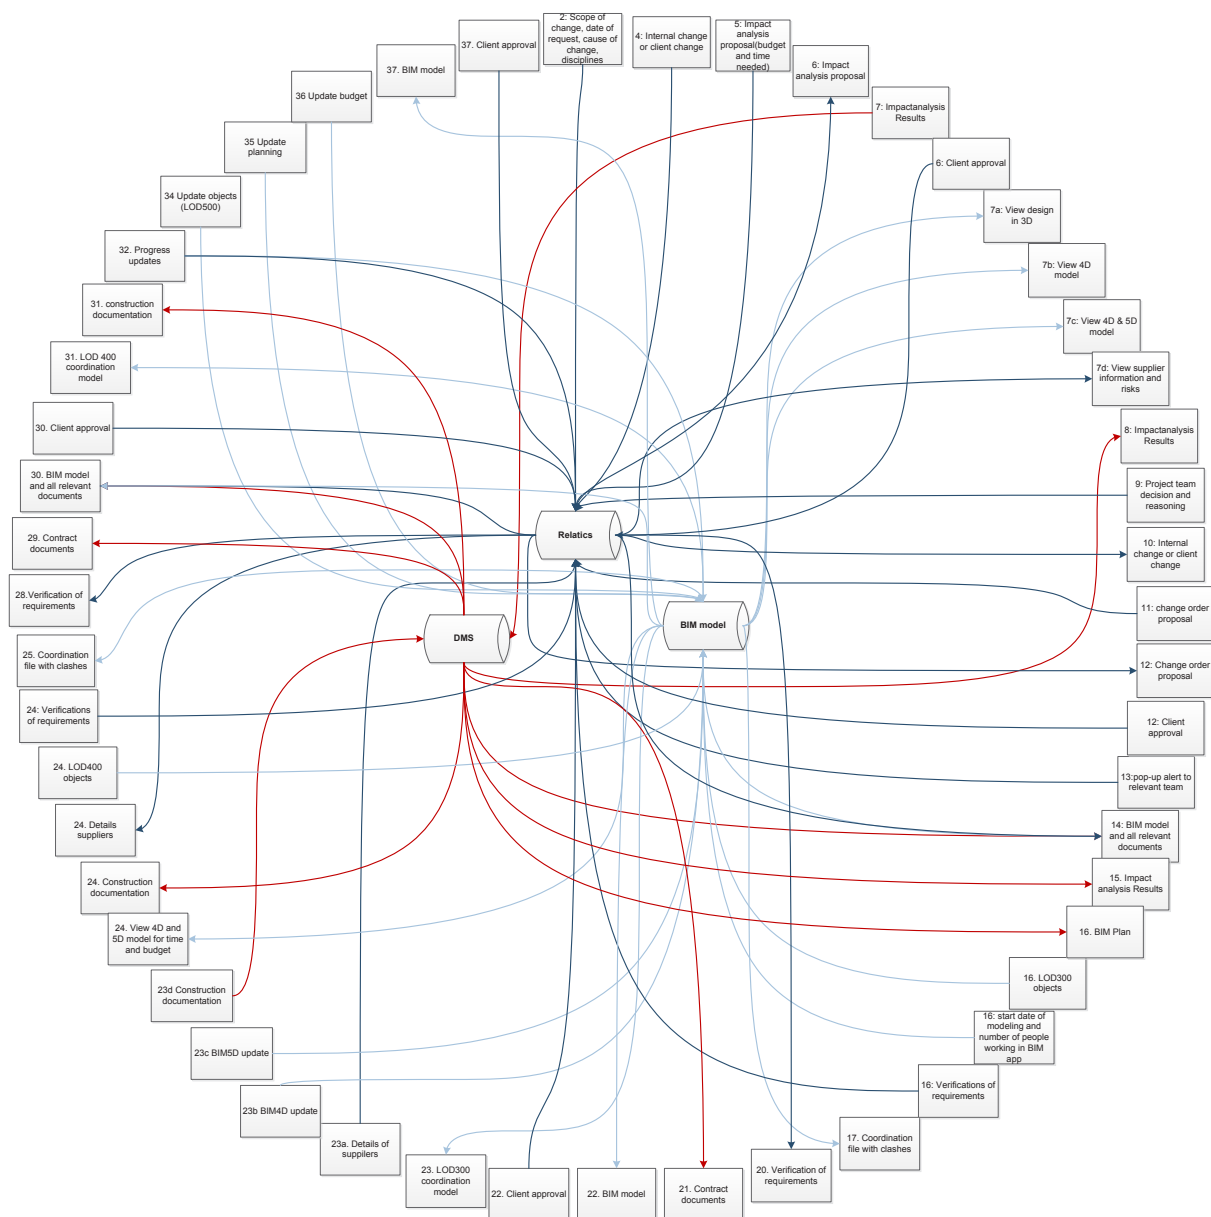 2: Scope of
change, date of
request, cause of
change,
disciplines
4: Internal change
or client change
5: Impact
analysis
proposal(budget
and time
needed)
6: Impact
analysis proposal
7: Impactanalysis
Results
6: Client approval
7a: View design
in 3D
7b: View 4D
model
7c: View 4D & 5D
model
7d: View supplier
information and
risks
8: Impactanalysis
Results
9: Project team
decision and
reasoning
10: Internal
change or client
change
11: change order
proposal
12: Change order
proposal
12: Client
approval
13:pop-up alert to
relevant team
14: BIM model
and all relevant
documents
15. Impact
analysis Results
16. BIM Plan
16. LOD300
objects
16: start date of
modeling and
number of people
working in BIM
app
16: Verifications of
requirements
17. Coordination
file with clashes
20. Verification of
requirements
21. Contract
documents
22. BIM model
22. Client approval
23. LOD300
coordination
model
23a. Details of
suppilers
23b BIM4D update
23c BIM5D update
23d Construction
documentation
24. View 4D and
5D model for time
and budget
24. Construction
documentation
24. Details
suppliers
24. LOD400
objects
24: Verifications
of requirements
25. Coordination
file with clashes
28.Verification of
requirements
29. Contract
documents
30. BIM model
and all relevant
documents
30. Client approval
31. LOD 400
coordination
model
31. construction
documentation
32. Progress
updates
34 Update objects
(LOD500)
35 Update
planning
36 Update budget
37. BIM model
37. Client approval
Relatics
DMS
BIM model